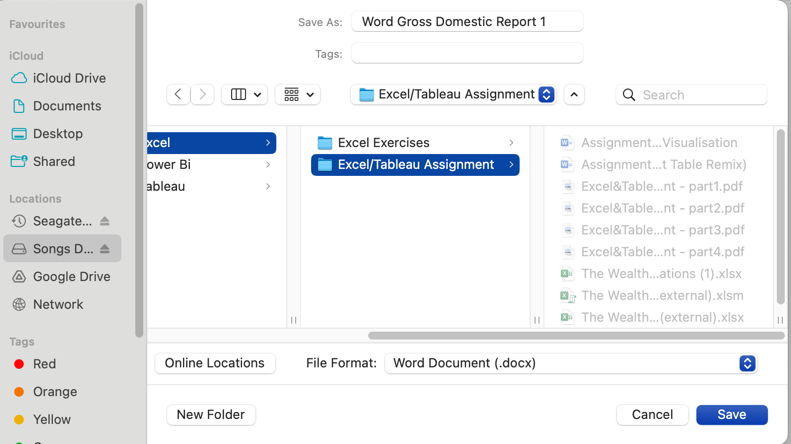 Favourites
iCloud
iCloud Drive
Documents
Desktop
Shared
Locations
Seagate...
Songs D...
Google Drive
Network
Tags
Red
Orange
Yellow
Save As: Word Gross Domestic Report 1
Tags:
Excel/Tableau Assignment
Search
xcel
ower Bi
ableau
Excel Exercises
Excel/Tableau Assignment
Assignment...Visualisation
Assignment...t Table Remix)
Excel&Table...nt - part1.pdf
Excel&Table...nt - part2.pdf
Excel&Table...nt - part3.pdf
Excel&Table...nt - part4.pdf
The Wealth...ations (1).xlsx
The Wealth...external).xlsm
The Wealth...(external).xlsx
Online Locations
File Format: Word Document (.docx)
New Folder
Cancel
Save